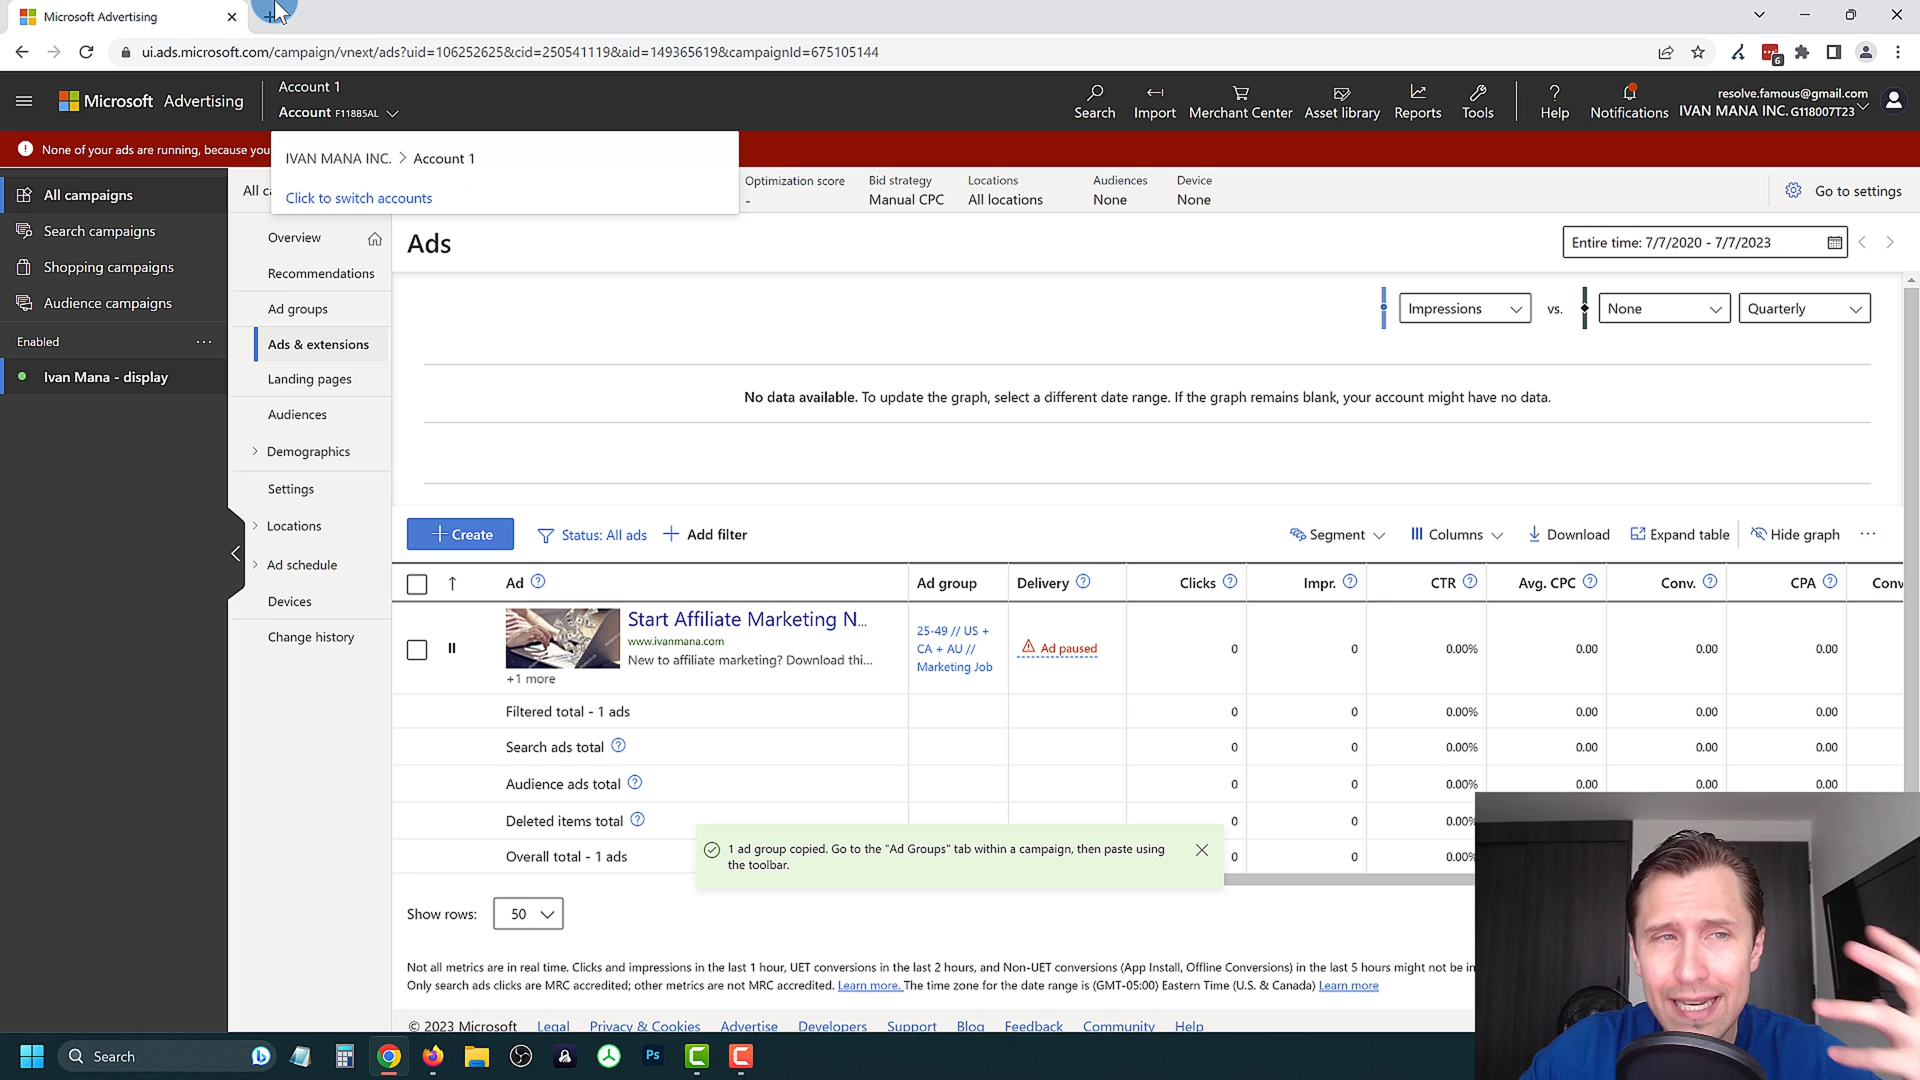 Microsoft Advertising
ui.ads.microsoft.com/campaign/vnext/ads?uid=106252625&cid=250541119&aid=149365619&campaignId=675105144
6
Microsoft Advertising
Account 1
Account F118B5AL
Search
Import
Merchant Center
Asset library
Reports
Tools
Help
Notifications
resolve.famous@gmail.com
IVAN MANA INC. G118007T23
None of your ads are running, because you
IVAN MANA INC. > Account 1
Click to switch accounts
All campaigns
Search campaigns
Shopping campaigns
Audience campaigns
Enabled
Ivan Mana - display
All ca
Optimization score
-
Bid strategy
Manual CPC
Locations
All locations
Audiences
None
Device
None
Go to settings
Overview
Recommendations
Ad groups
Ads & extensions
Landing pages
Audiences
Demographics
Settings
Locations
Ad schedule
Devices
Change history
Ads
Entire time: 7/7/2020 - 7/7/2023
Impressions
vs.
None
Quarterly
No data available. To update the graph, select a different date range. If the graph remains blank, your account might have no data.
Create
Status: All ads
Add filter
Segment
Columns
Download
Expand table
Hide graph
Ad Ad group Delivery Clicks Impr. CTR Avg. CPC Conv. CPA Conv
Start Affiliate Marketing N...
www.ivanmana.com
New to affiliate marketing? Download thi...
+1 more
25-49 // US +
CA + AU //
Marketing Job
Ad paused
0 0 0.00% 0.00 0.00 0.00
Filtered total - 1 ads 0 0 0.00% 0.00 0.00 0.00
Search ads total 0 0 0.00% 0.00 0.00 0.00
Audience ads total 0 0 0.00% 0.00 0.00 0.00
Deleted items total 0 0 0.00%
Overall total - 1 ads 0 0 0.00%
1 ad group copied. Go to the "Ad Groups" tab within a campaign, then paste using
the toolbar.
Show rows:
50
Not all metrics are in real time. Clicks and impressions in the last 1 hour, UET conversions in the last 2 hours, and Non-UET conversions (App Install, Offline Conversions) in the last 5 hours might not be in
Only search ads clicks are MRC accredited; other metrics are not MRC accredited. Learn more. The time zone for the date range is (GMT-05:00) Eastern Time (U.S. & Canada) Learn more
© 2023 Microsoft Legal Privacy & Cookies Advertise Developers Support Blog Feedback Community Help
Search
Ps